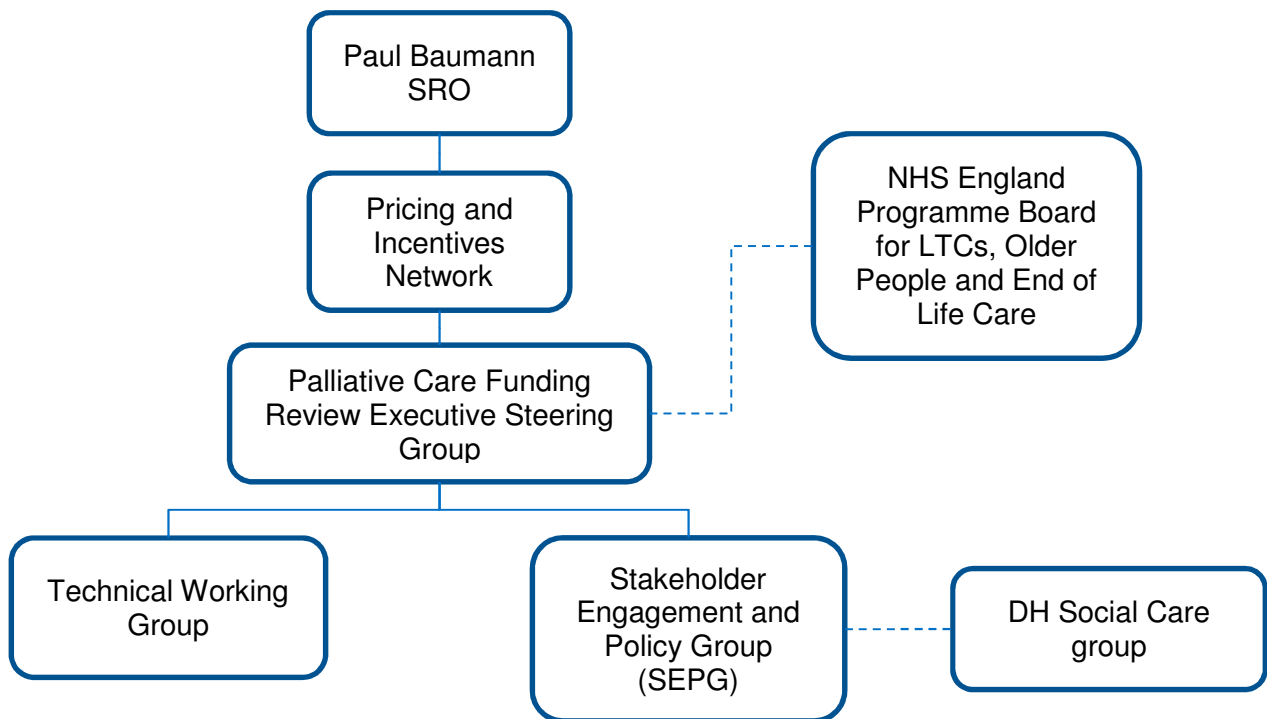 Paul Baumann
SRO
Pricing and
Incentives
Network
NHS England
Programme Board
for LTCs, Older
People and End of
Life Care
Palliative Care Funding
Review Executive Steering
Group
Technical Working
Group
Stakeholder
Engagement and
Policy Group
(SEPG)
DH Social Care
group